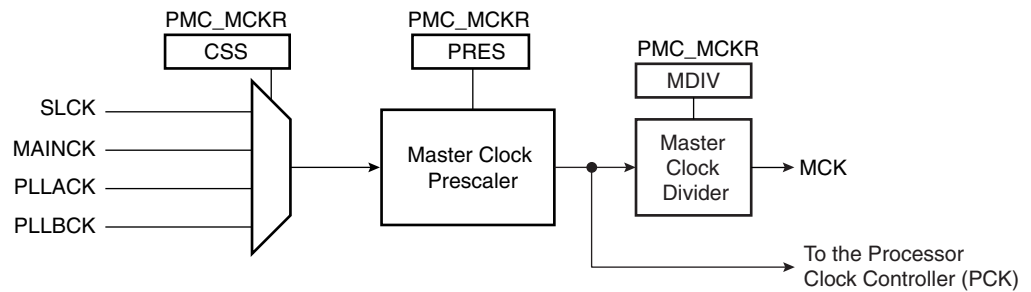 PMC_MCKR
CSS
PMC_MCKR
PRES
PMC_MCKR
MDIV
SLCK
MAINCK
PLLACK
PLLBCK
Master Clock
Prescaler
Master
Clock
Divider
MCK
To the Processor
Clock Controller (PCK)